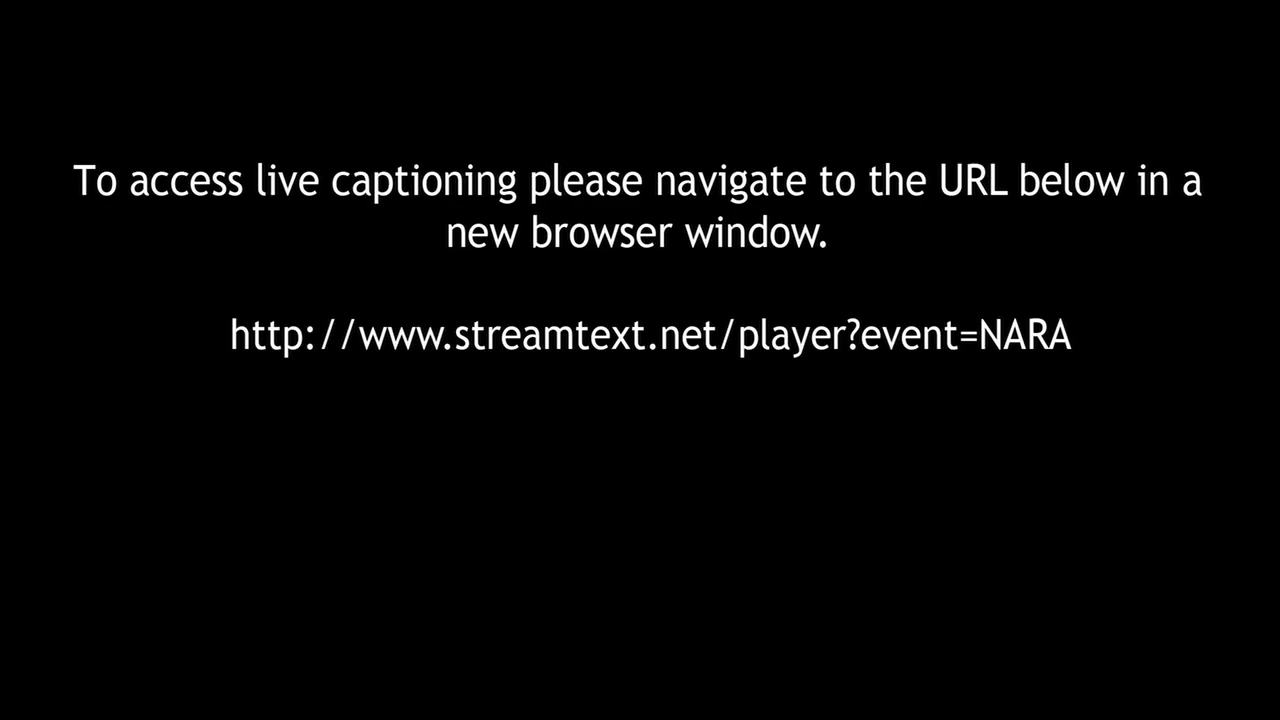 To access live captioning please navigate to the URL below in a
new browser window.
http://www.streamtext.net/player?event=NARA